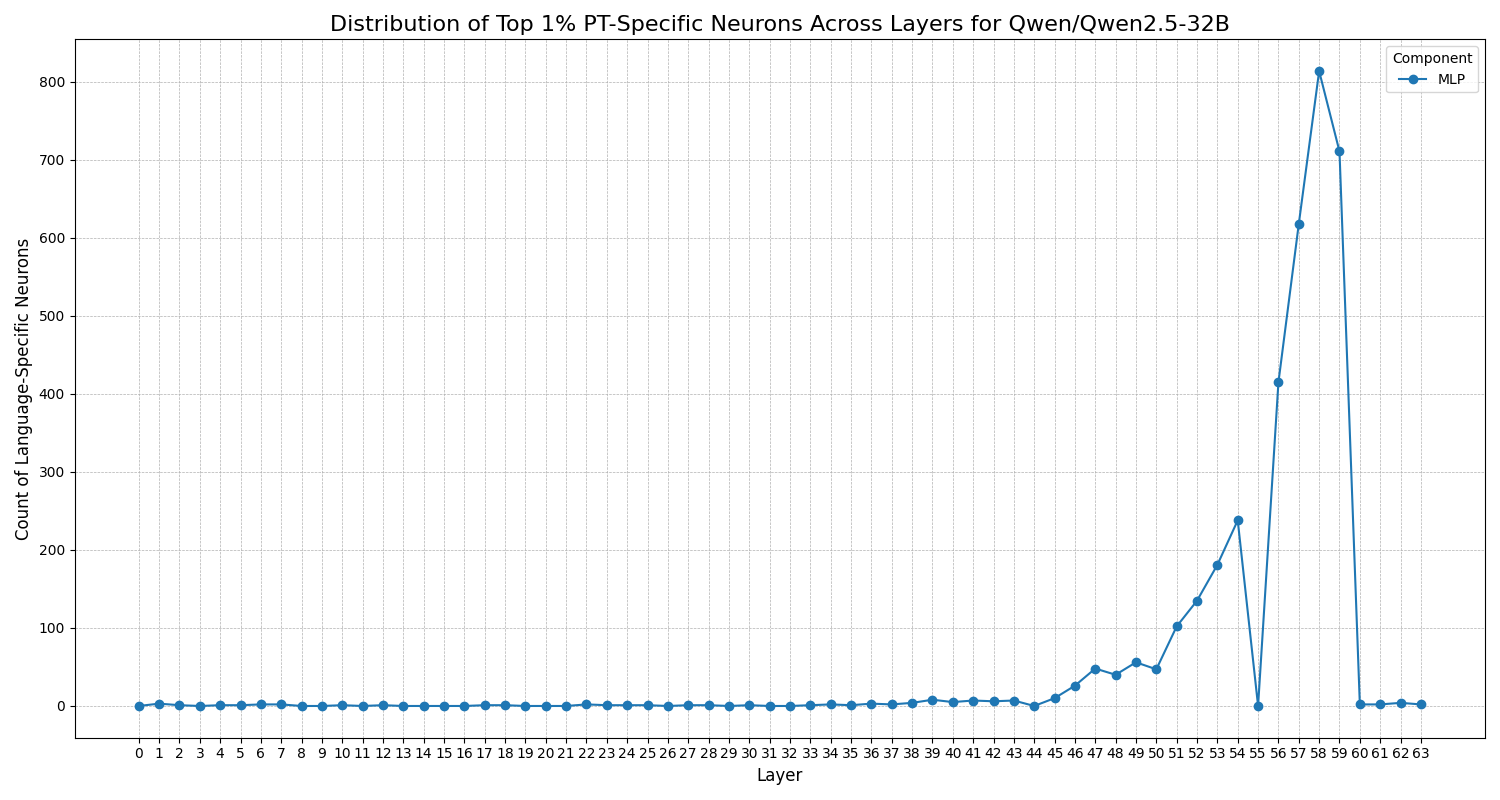 Distribution of Top 1% PT-Specific Neurons Across Layers for Qwen/Qwen2.5-32B
Component
MLP
800
700
600
500
400
300
200
100
0
Count of Language-Specific Neurons
0 1 2 3 4 5 6 7 8 9 10 11 12 13 14 15 16 17 18 19 20 21 22 23 24 25 26 27 28 29 30 31 32 33 34 35 36 37 38 39 40 41 42 43 44 45 46 47 48 49 50 51 52 53 54 55 56 57 58 59 60 61 62 63
Layer